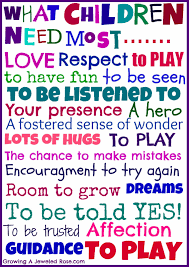 WHAT CHILDREN
NEED MOST......
LOVE Respect to PLAY
to have fun to be seen
TO BE LISTENED TO
Your presence A hero
A fostered sense of wonder
LOTS OF HUGS TO PLAY
The chance to make mistakes
Encouragment to try again
Room to grow DREAMS
To be told YES!
To be trusted Affection
GUIDANCE TO PLAY
Growing A Jeweled Rose.com